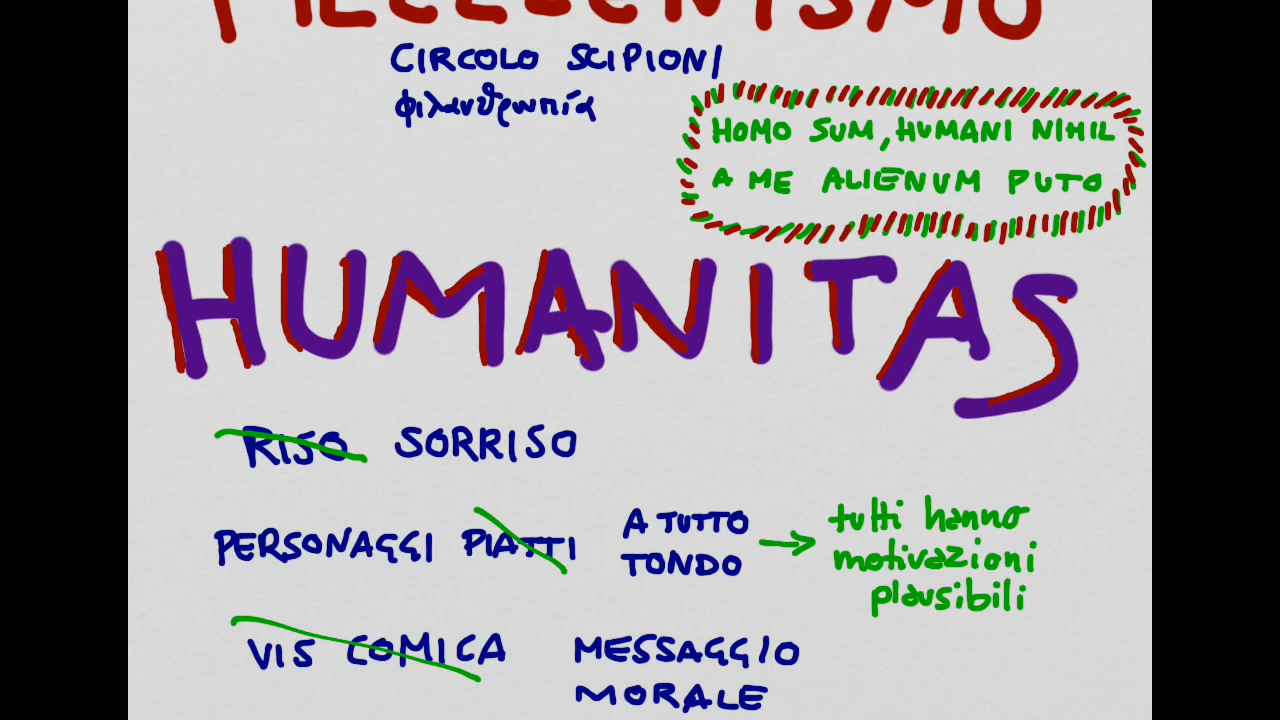 CIRCOLO SCIPIONI
φιλανθρωπία
HOMO SUM, HUMANI NIHIL
A ME ALIENUM PUTO
HUMANITAS
RISO SORRISO
PERSONAGGI PIATTI A TUTTO
TONDO
tutti hanno
motivazioni
plausibili
VIS COMICA MESSAGGIO
MORALE